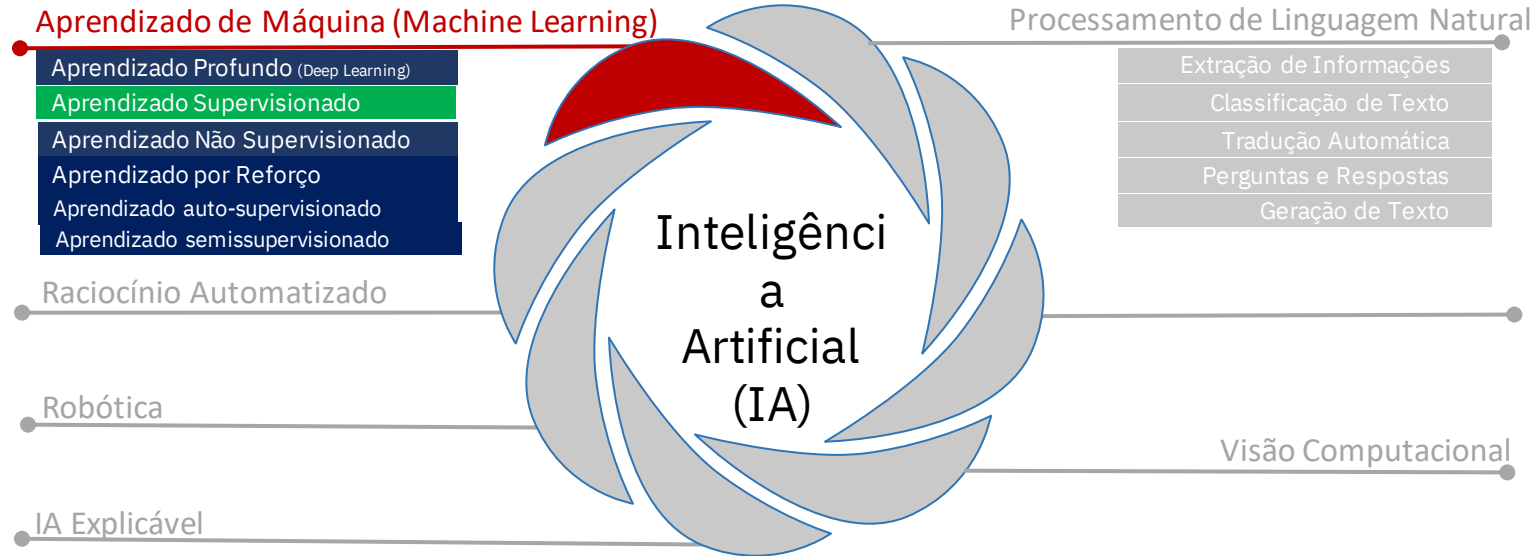 Aprendizado de Máquina (Machine Learning)
Aprendizado Profundo (Deep Learning)
Aprendizado Supervisionado
Aprendizado Não Supervisionado
Aprendizado por Reforço
Aprendizado auto-supervisionado
Aprendizado semissupervisionado
Raciocínio Automatizado
Robótica
IA Explicável
Inteligênci
a
Artificial
(IA)
Processamento de Linguagem Natural
Extração de Informações
Classificação de Texto
Tradução Automática
Perguntas e Respostas
Geração de Texto
Visão Computacional